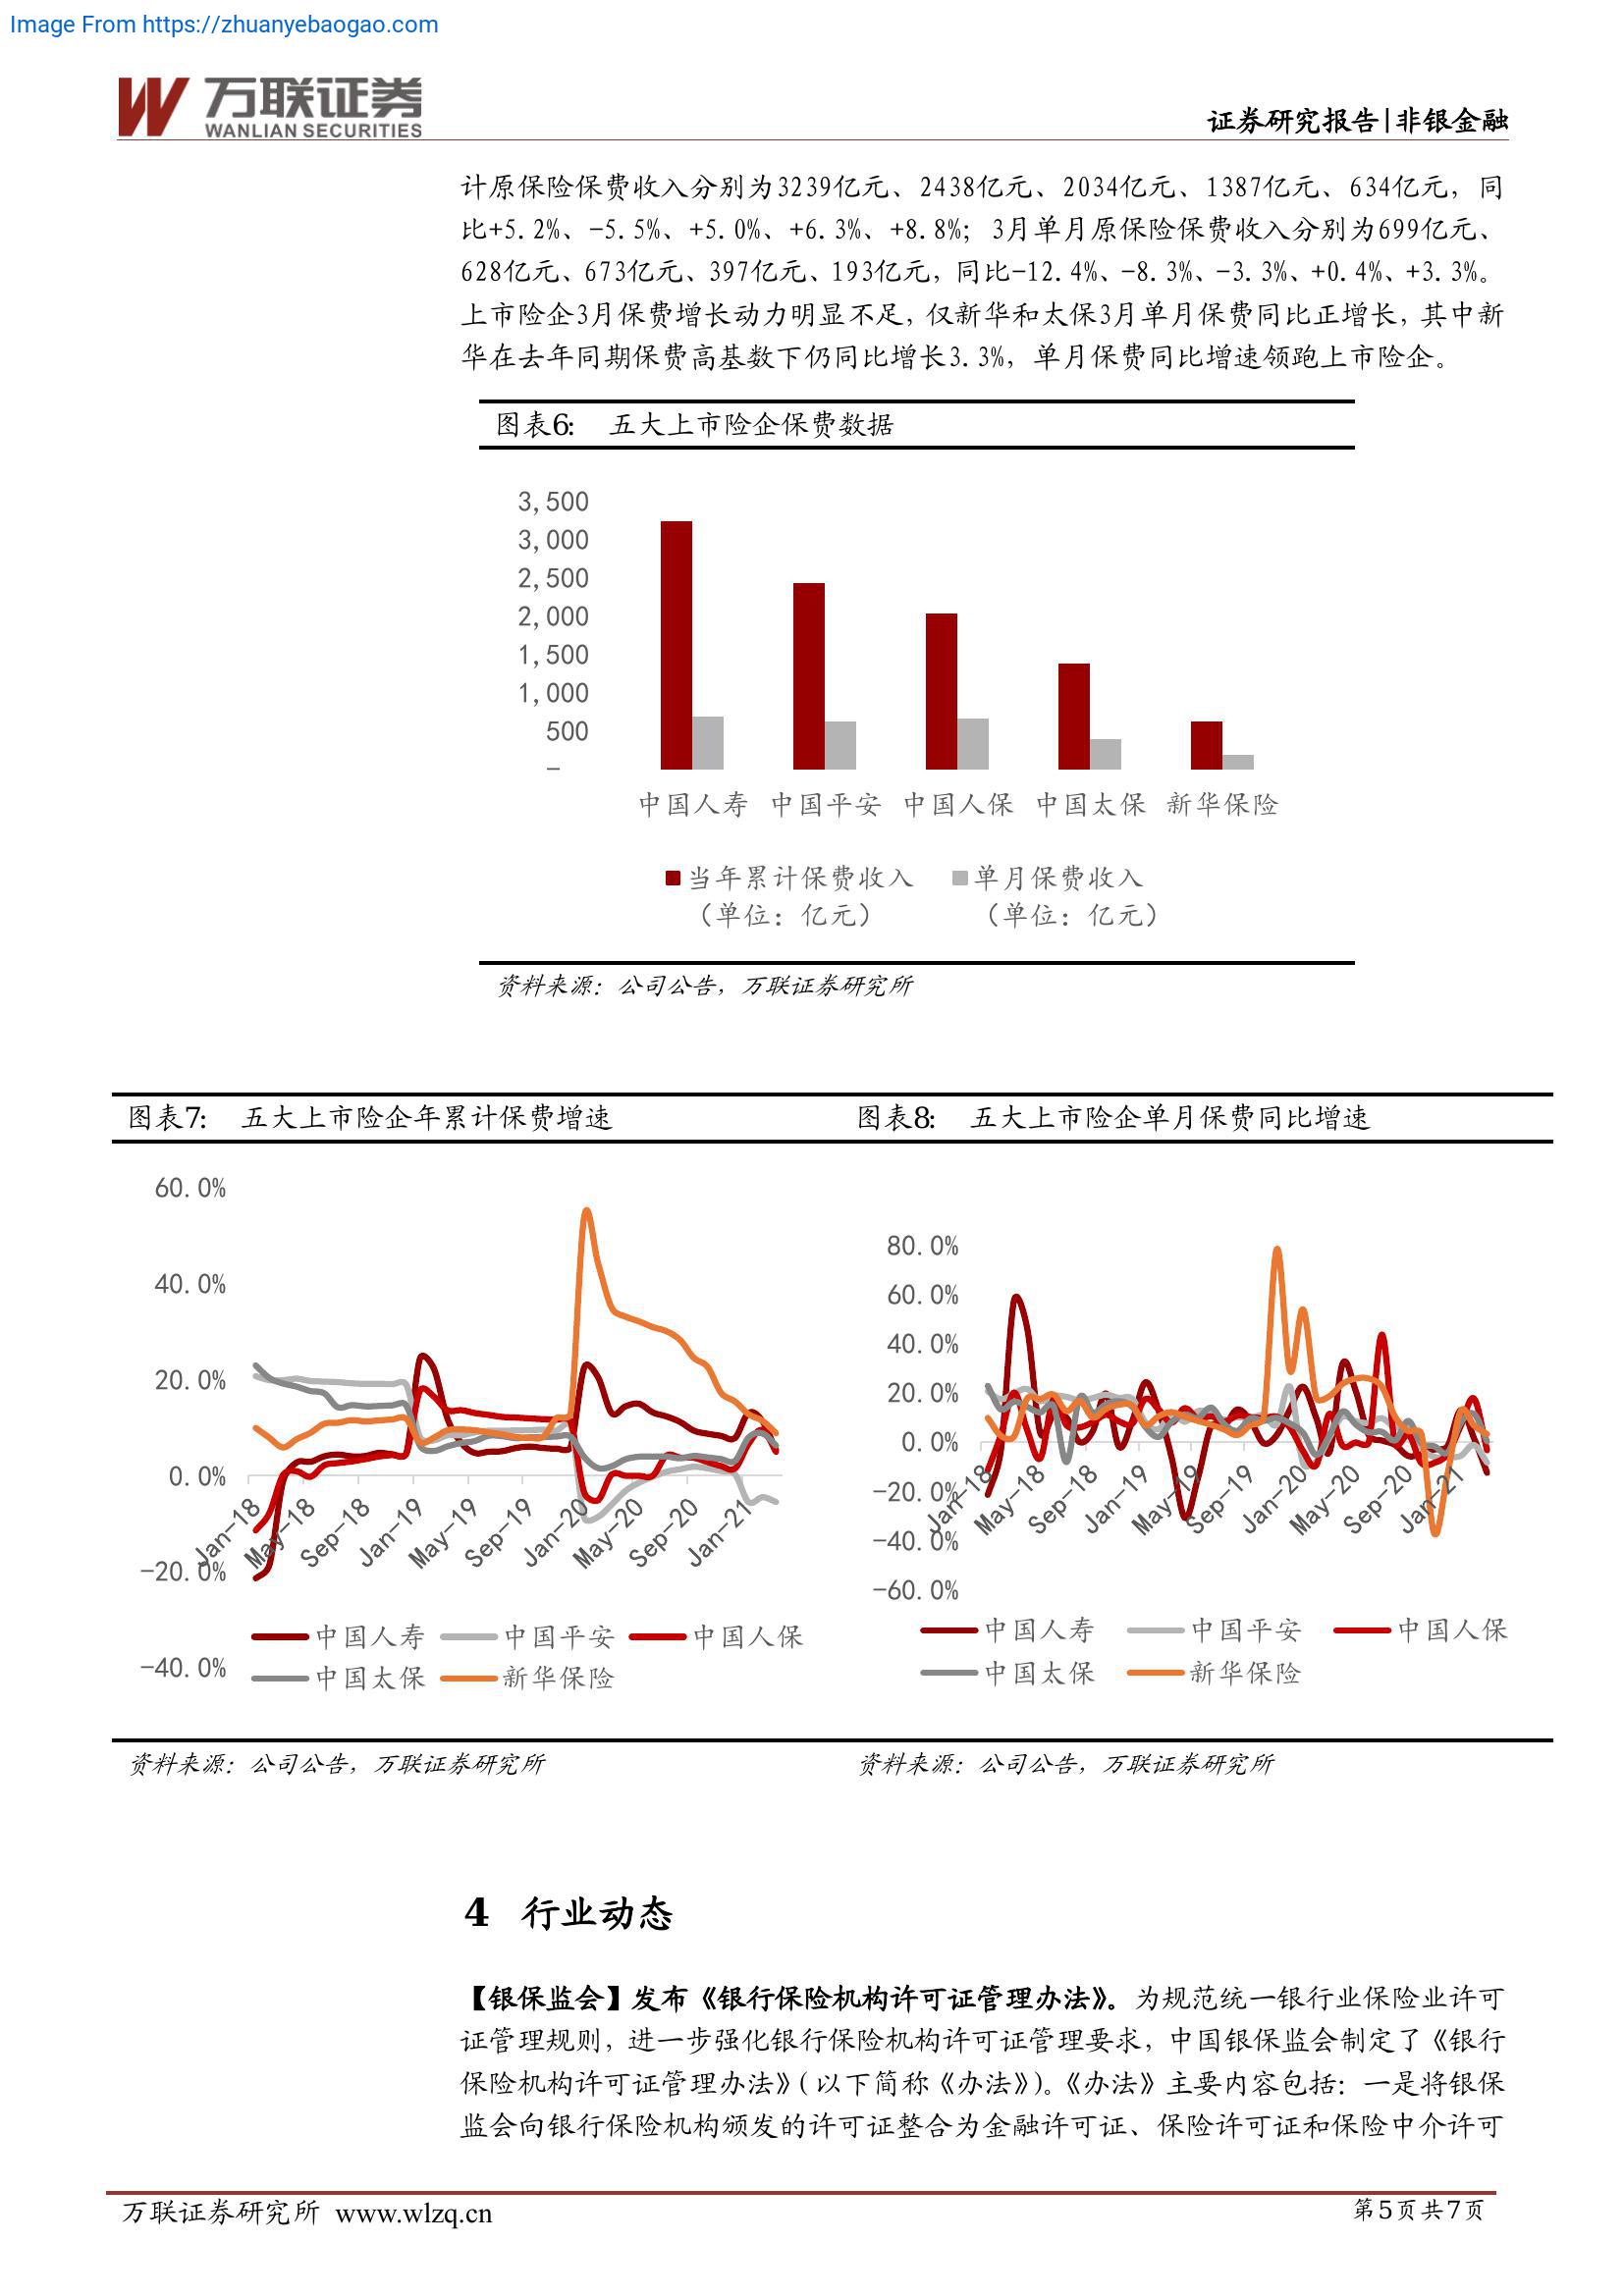 Image From https://zhuanyebaogao.com
万联证券
WANLIAN SECURITIES
证券研究报告|非银金融
计原保险保费收入分别为3239亿元、2438亿元、2034亿元、1387亿元、634亿元，同
比+5.2%、-5.5%、+5.0%、+6.3%、+8.8%；3月单月原保险保费收入分别为699亿元、
628亿元、673亿元、397亿元、193亿元，同比-12.4%、-8.3%、-3.3%、+0.4%、+3.3%。
上市险企3月保费增长动力明显不足，仅新华和太保3月单月保费同比正增长，其中新
华在去年同期保费高基数下仍同比增长3.3%，单月保费同比增速领跑上市险企。
图表6： 五大上市险企保费数据
3,500
3,000
2,500
2,000
1,500
1,000
500
-
中国人寿 中国平安 中国人保 中国太保 新华保险
当年累计保费收入 单月保费收入
（单位：亿元） （单位：亿元）
资料来源：公司公告，万联证券研究所
图表7： 五大上市险企年累计保费增速
60.0%
40.0%
20.0%
0.0%
-20.0%
-40.0%
Jan-18 May-18 Sep-18 Jan-19 May-19 Sep-19 Jan-20 May-20 Sep-20 Jan-21
中国人寿 中国平安 中国人保
中国太保 新华保险
资料来源：公司公告，万联证券研究所
图表8： 五大上市险企单月保费同比增速
80.0%
60.0%
40.0%
20.0%
0.0%
-20.0%
-40.0%
-60.0%
Jan-18 May-18 Sep-18 Jan-19 May-19 Sep-19 Jan-20 May-20 Sep-20 Jan-21
中国人寿 中国平安 中国人保
中国太保 新华保险
资料来源：公司公告，万联证券研究所
4 行业动态
【银保监会】发布《银行保险机构许可证管理办法》。为规范统一银行业保险业许可
证管理规则，进一步强化银行保险机构许可证管理要求，中国银保监会制定了《银行
保险机构许可证管理办法》(以下简称《办法》)。《办法》主要内容包括：一是将银保
监会向银行保险机构颁发的许可证整合为金融许可证、保险许可证和保险中介许可
万联证券研究所 www.wlzq.cn
第5页共7页